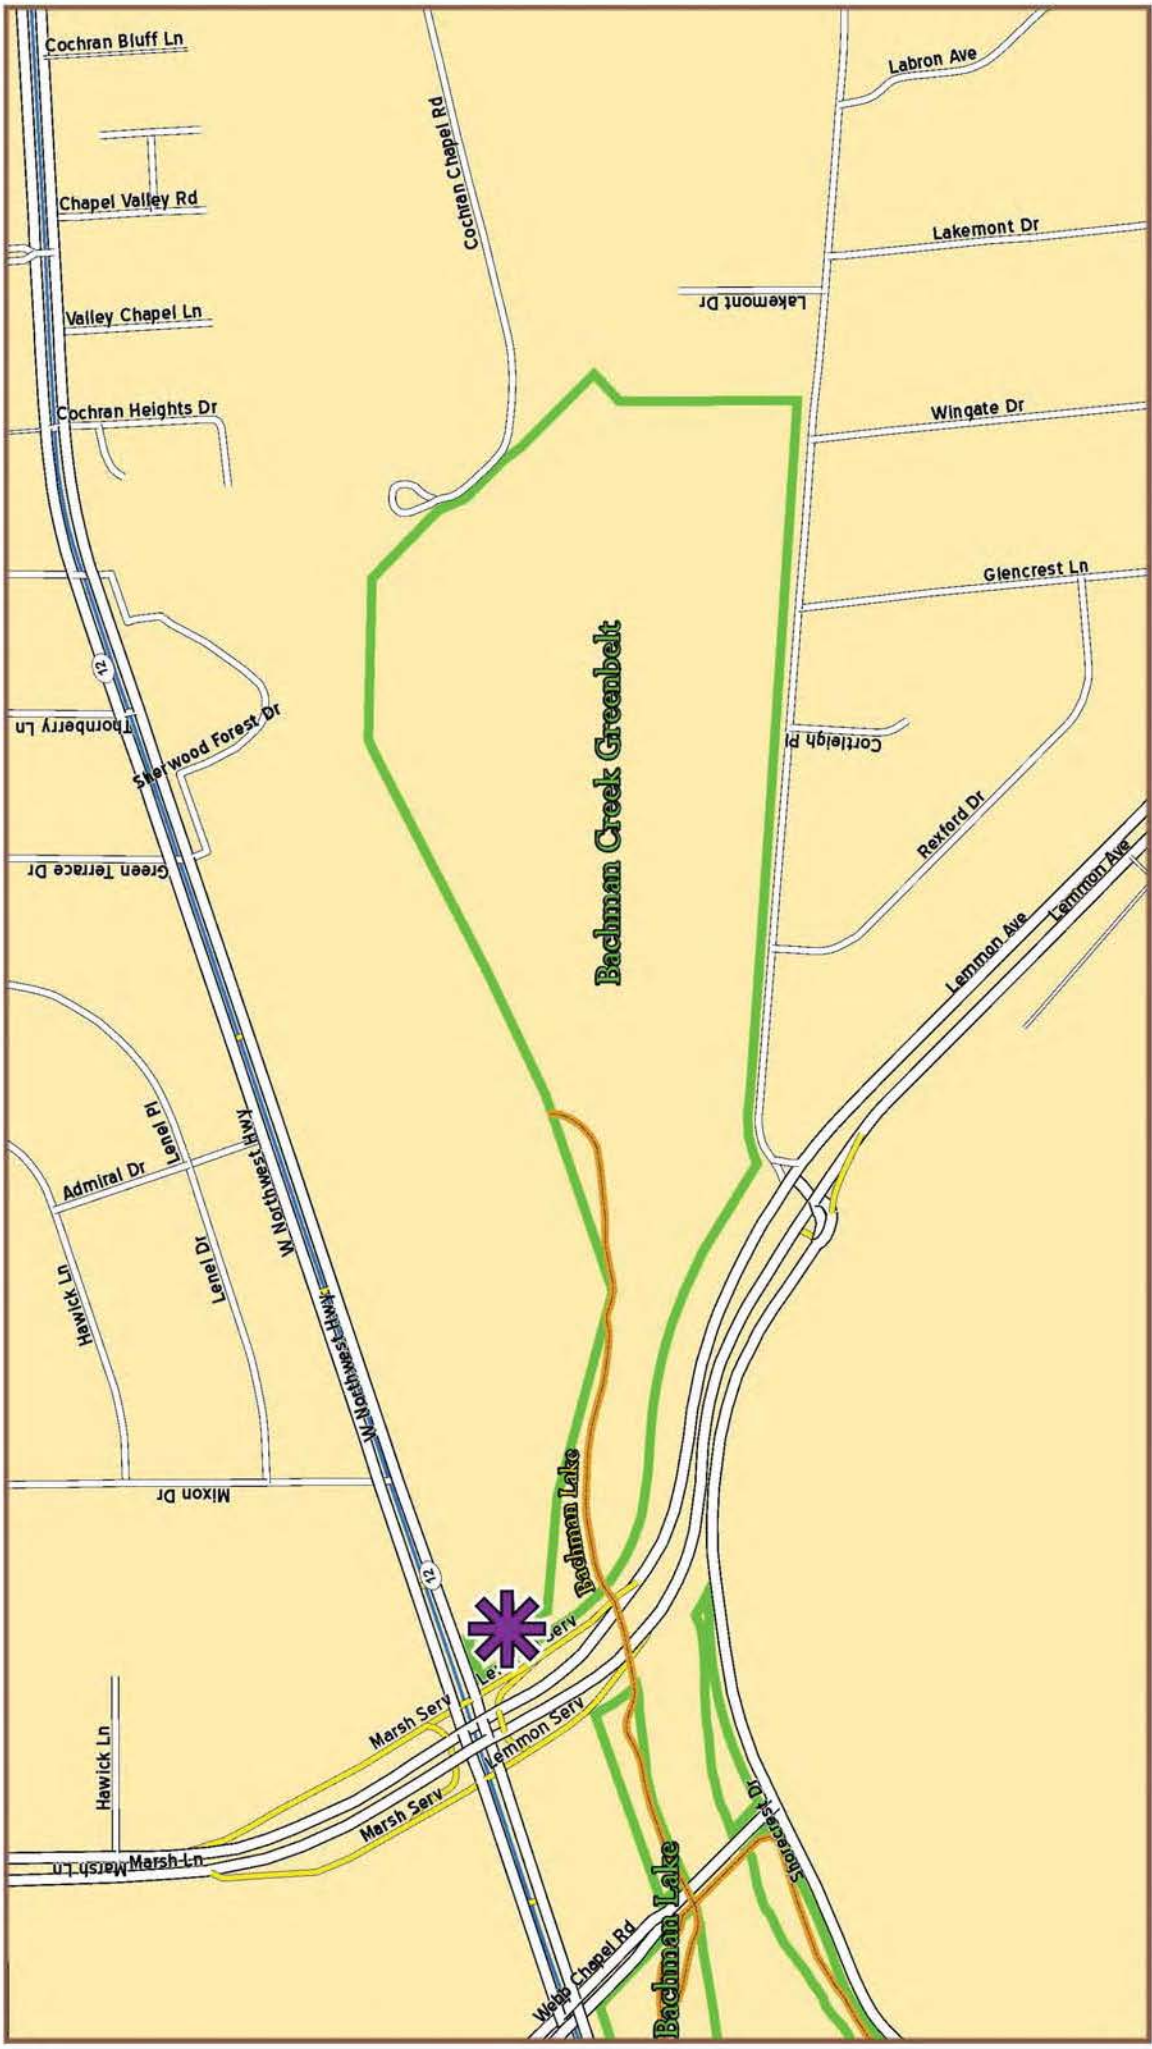 Cochran Bluff Ln
Labron Ave
Cochran Chapel Rd
Chapel Valley Rd
Lakemont Dr
Lakemont Dr
Valley Chapel Ln
Cochran Heights Dr
Wingate Dr
Glencrest Ln
12
Bachman Creek Greenbelt
Thornberry Ln
Sherwood Forest Dr
Cortleigh Pl
Rexford Dr
Green Terrace Dr
Lemmon Ave
Lemmon Ave
Lenel Pl
W Northwest Hwy
Admiral Dr
Lenel Dr
Hawick Ln
W Northwest Hwy
Mixon Dr
Bachman Lake
12
Le
Serv
Marsh Serv
Lemmon Serv
Hawick Ln
Marsh Serv
Marsh Ln
Marsh Ln
Shorecrest Dr
Webb Chapel Rd
Bachman Lake